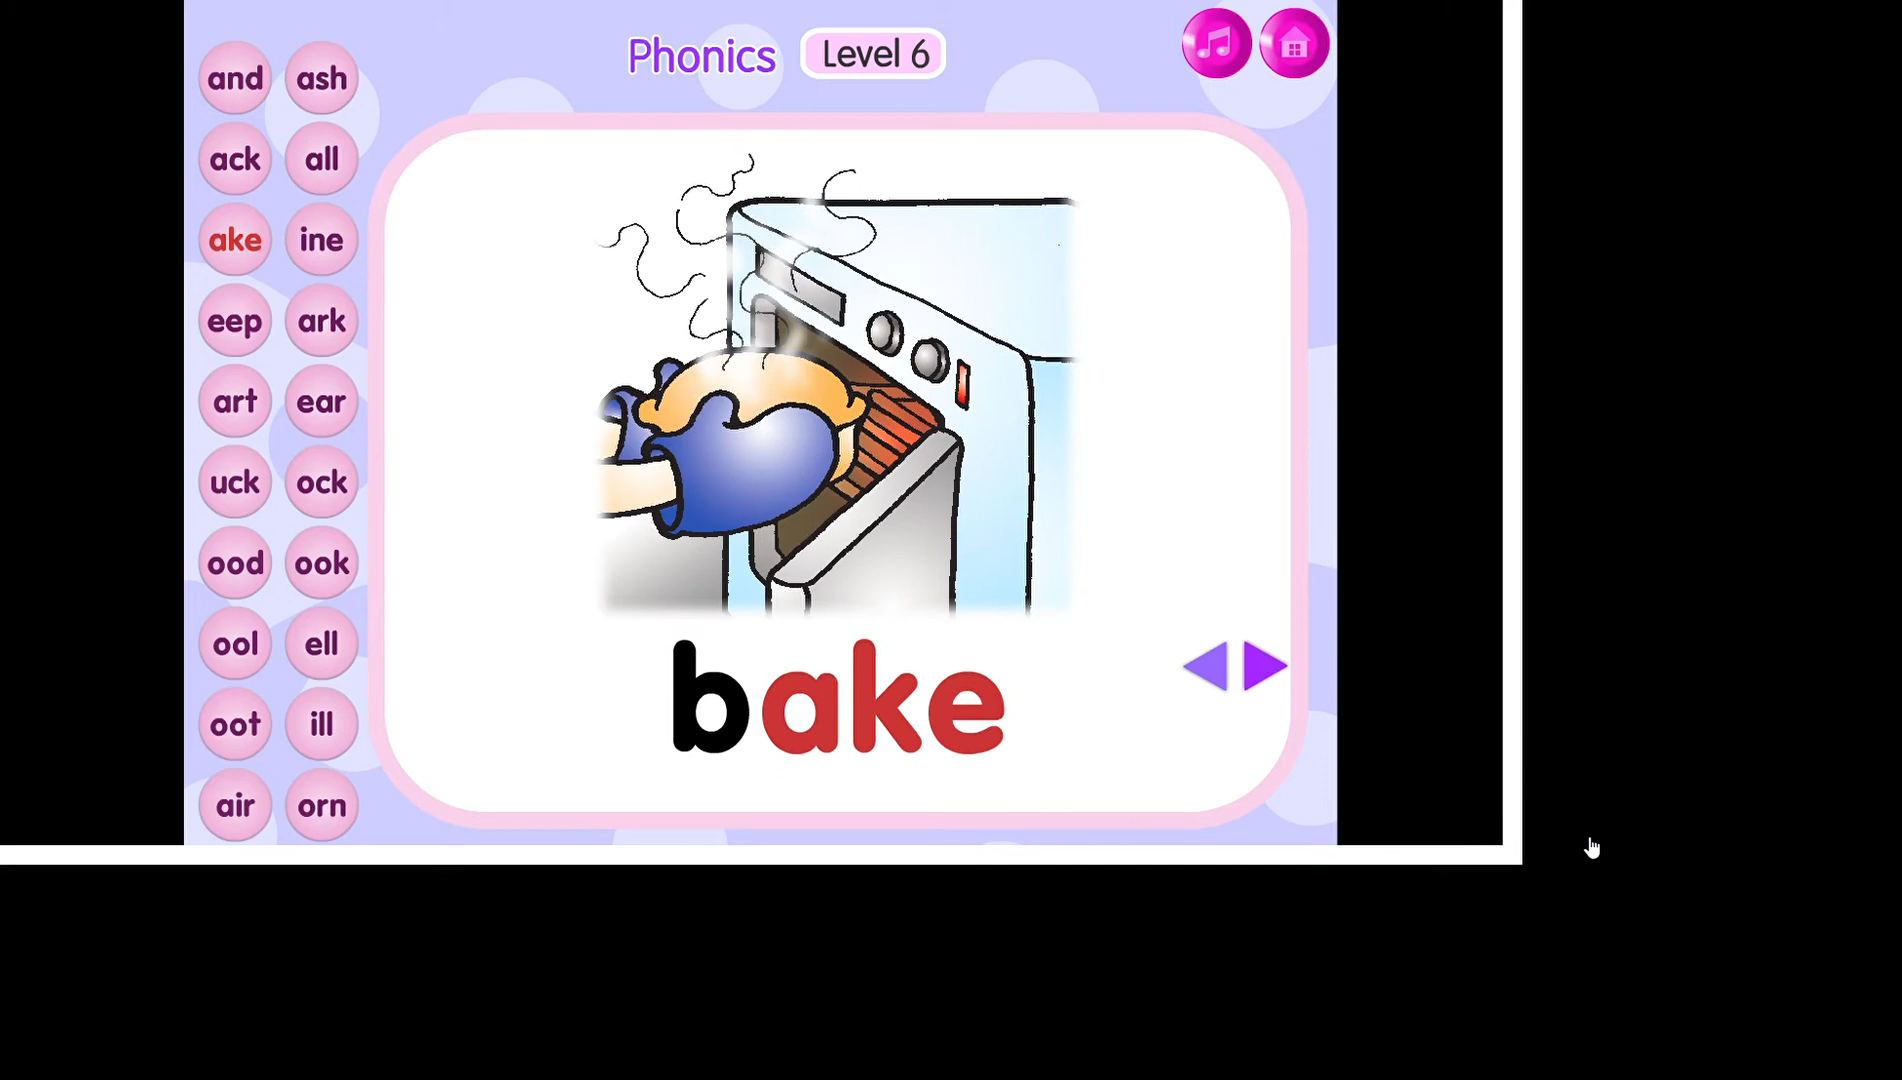 Phonics Level 6
and ash
ack all
ake ine
eep ark
art ear
uck ock
ood ook
ool ell
oot ill
air orn
bake